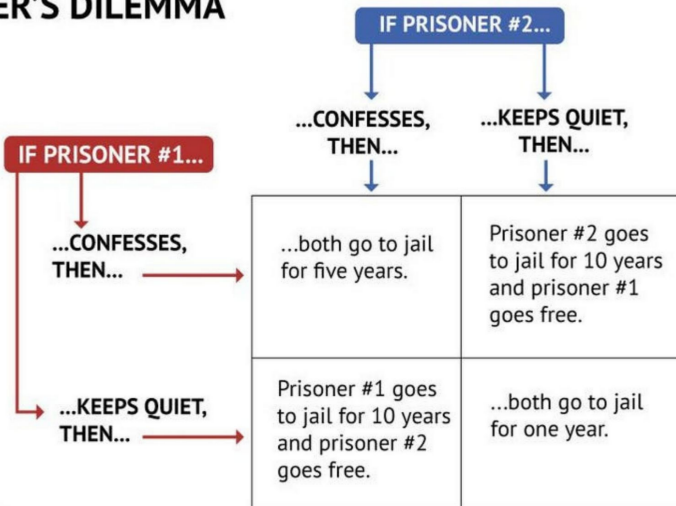 ER'S DILEMMA
IF PRISONER #2...
...CONFESSES,
THEN...
...KEEPS QUIET,
THEN...
IF PRISONER #1...
...CONFESSES,
THEN...
...both go to jail
for five years.
Prisoner #2 goes
to jail for 10 years
and prisoner #1
goes free.
...KEEPS QUIET,
THEN...
Prisoner #1 goes
to jail for 10 years
and prisoner #2
goes free.
...both go to jail
for one year.